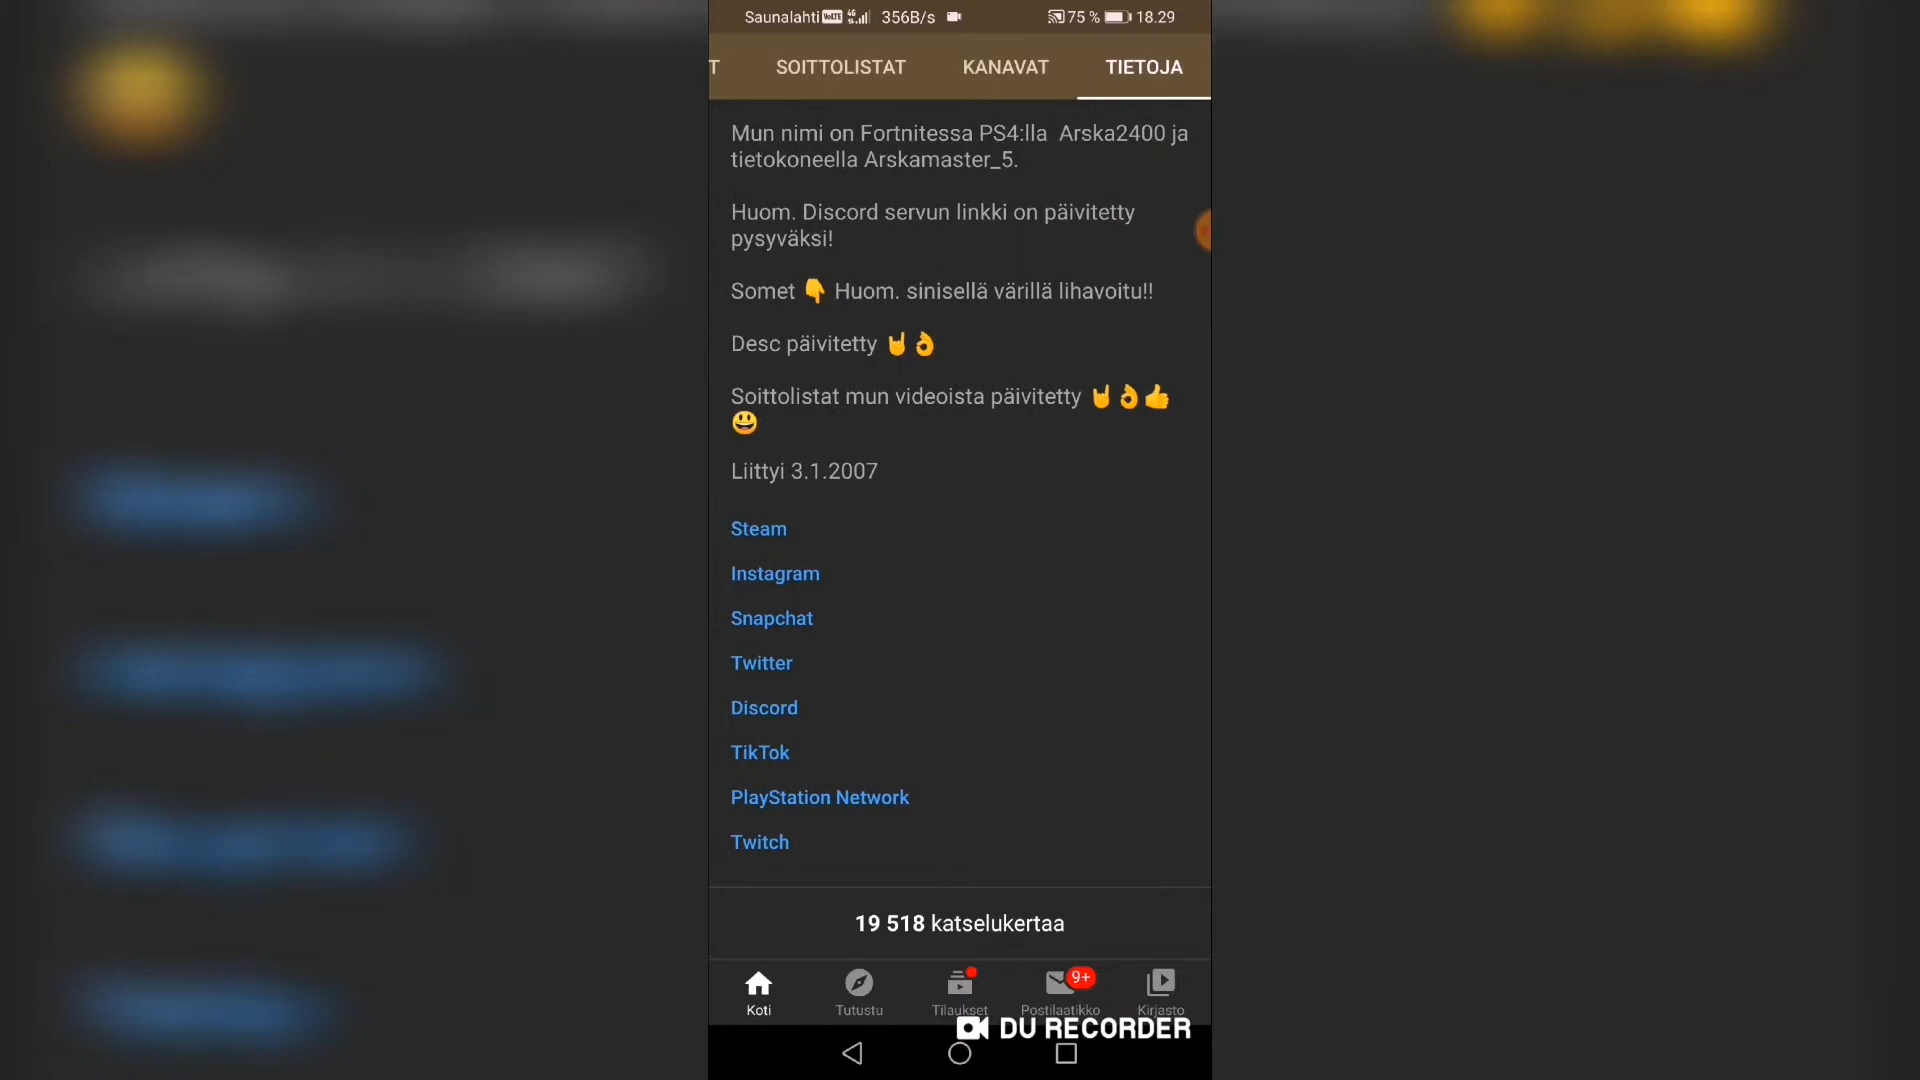 Saunalahti VoLTE 4G 356B/s 75 % 18.29
T SOITTOLISTAT KANAVAT TIETOJA
Mun nimi on Fortnitessa PS4:lla Arska2400 ja
tietokoneella Arskamaster_5.
Huom. Discord servun linkki on päivitetty
pysyväksi!
Somet 👇 Huom. sinisellä värillä lihavoitu!!
Desc päivitetty 🤘👌
Soittolistat mun videoista päivitetty 🤘👌👍
😃
Liittyi 3.1.2007
Steam
Instagram
Snapchat
Twitter
Discord
TikTok
PlayStation Network
Twitch
19 518 katselukertaa
9+
Koti Tutustu Tilaukset Postilaatikko Kirjasto
DU RECORDER